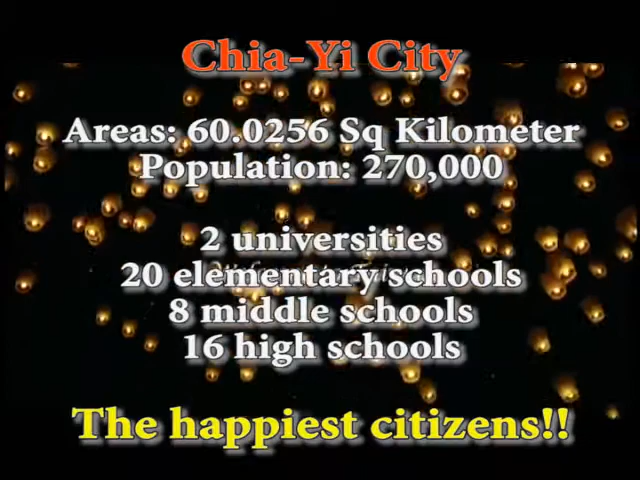 Chia-Yi City
Areas: 60.0256 Sq Kilometer
Population: 270,000
2 universities
20 elementary schools
8 middle schools
16 high schools
The happiest citizens!!